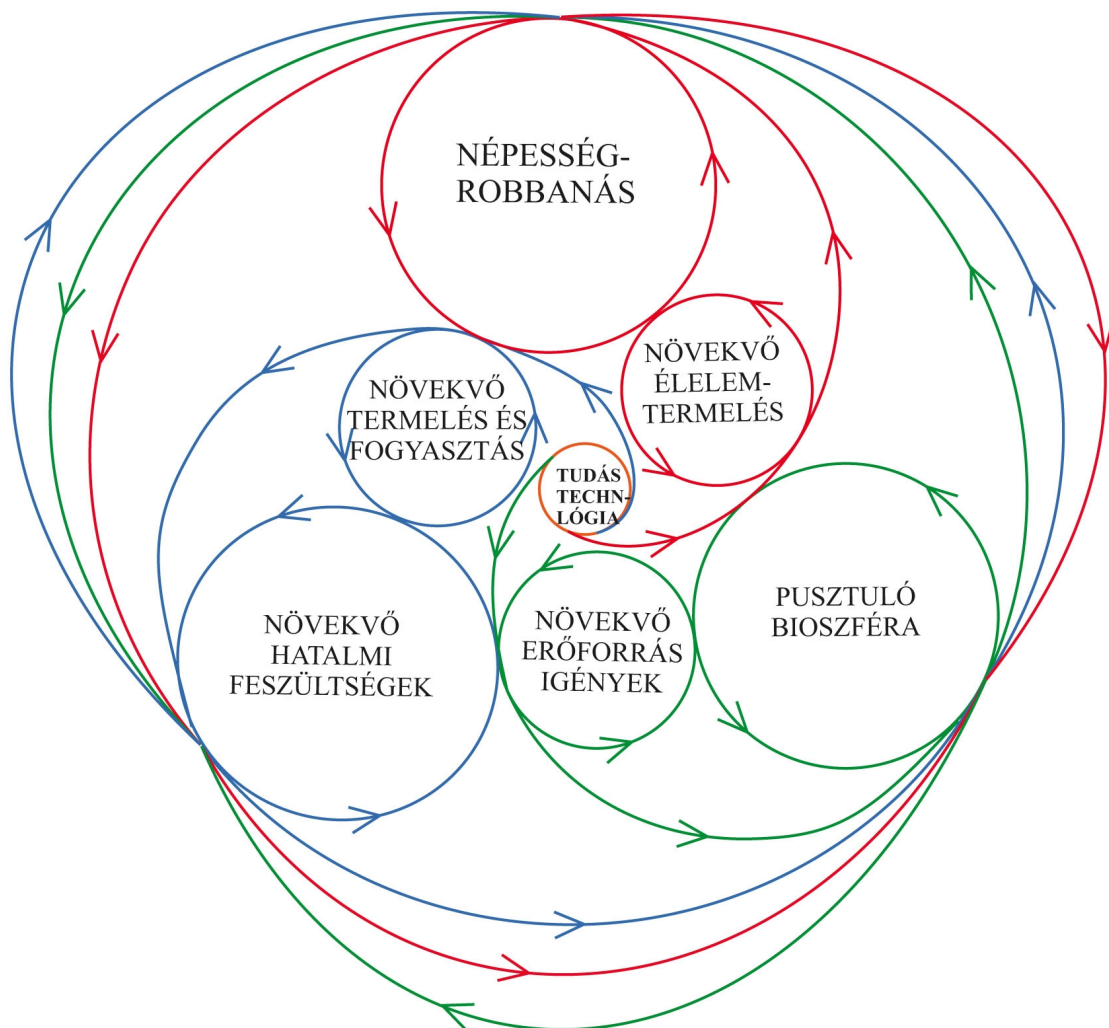 NÉPESSÉG-
ROBBANÁS
NÖVEKVŐ
ÉLELEM-
TERMELÉS
NÖVEKVŐ
TERMELÉS ÉS
FOGYASZTÁS
TUDÁS
TECHN-
LÓGIA
NÖVEKVŐ
HATALMI
FESZÜLTSÉGEK
NÖVEKVŐ
ERŐFORRÁS
IGÉNYEK
PUSZTULÓ
BIOSZFÉRA